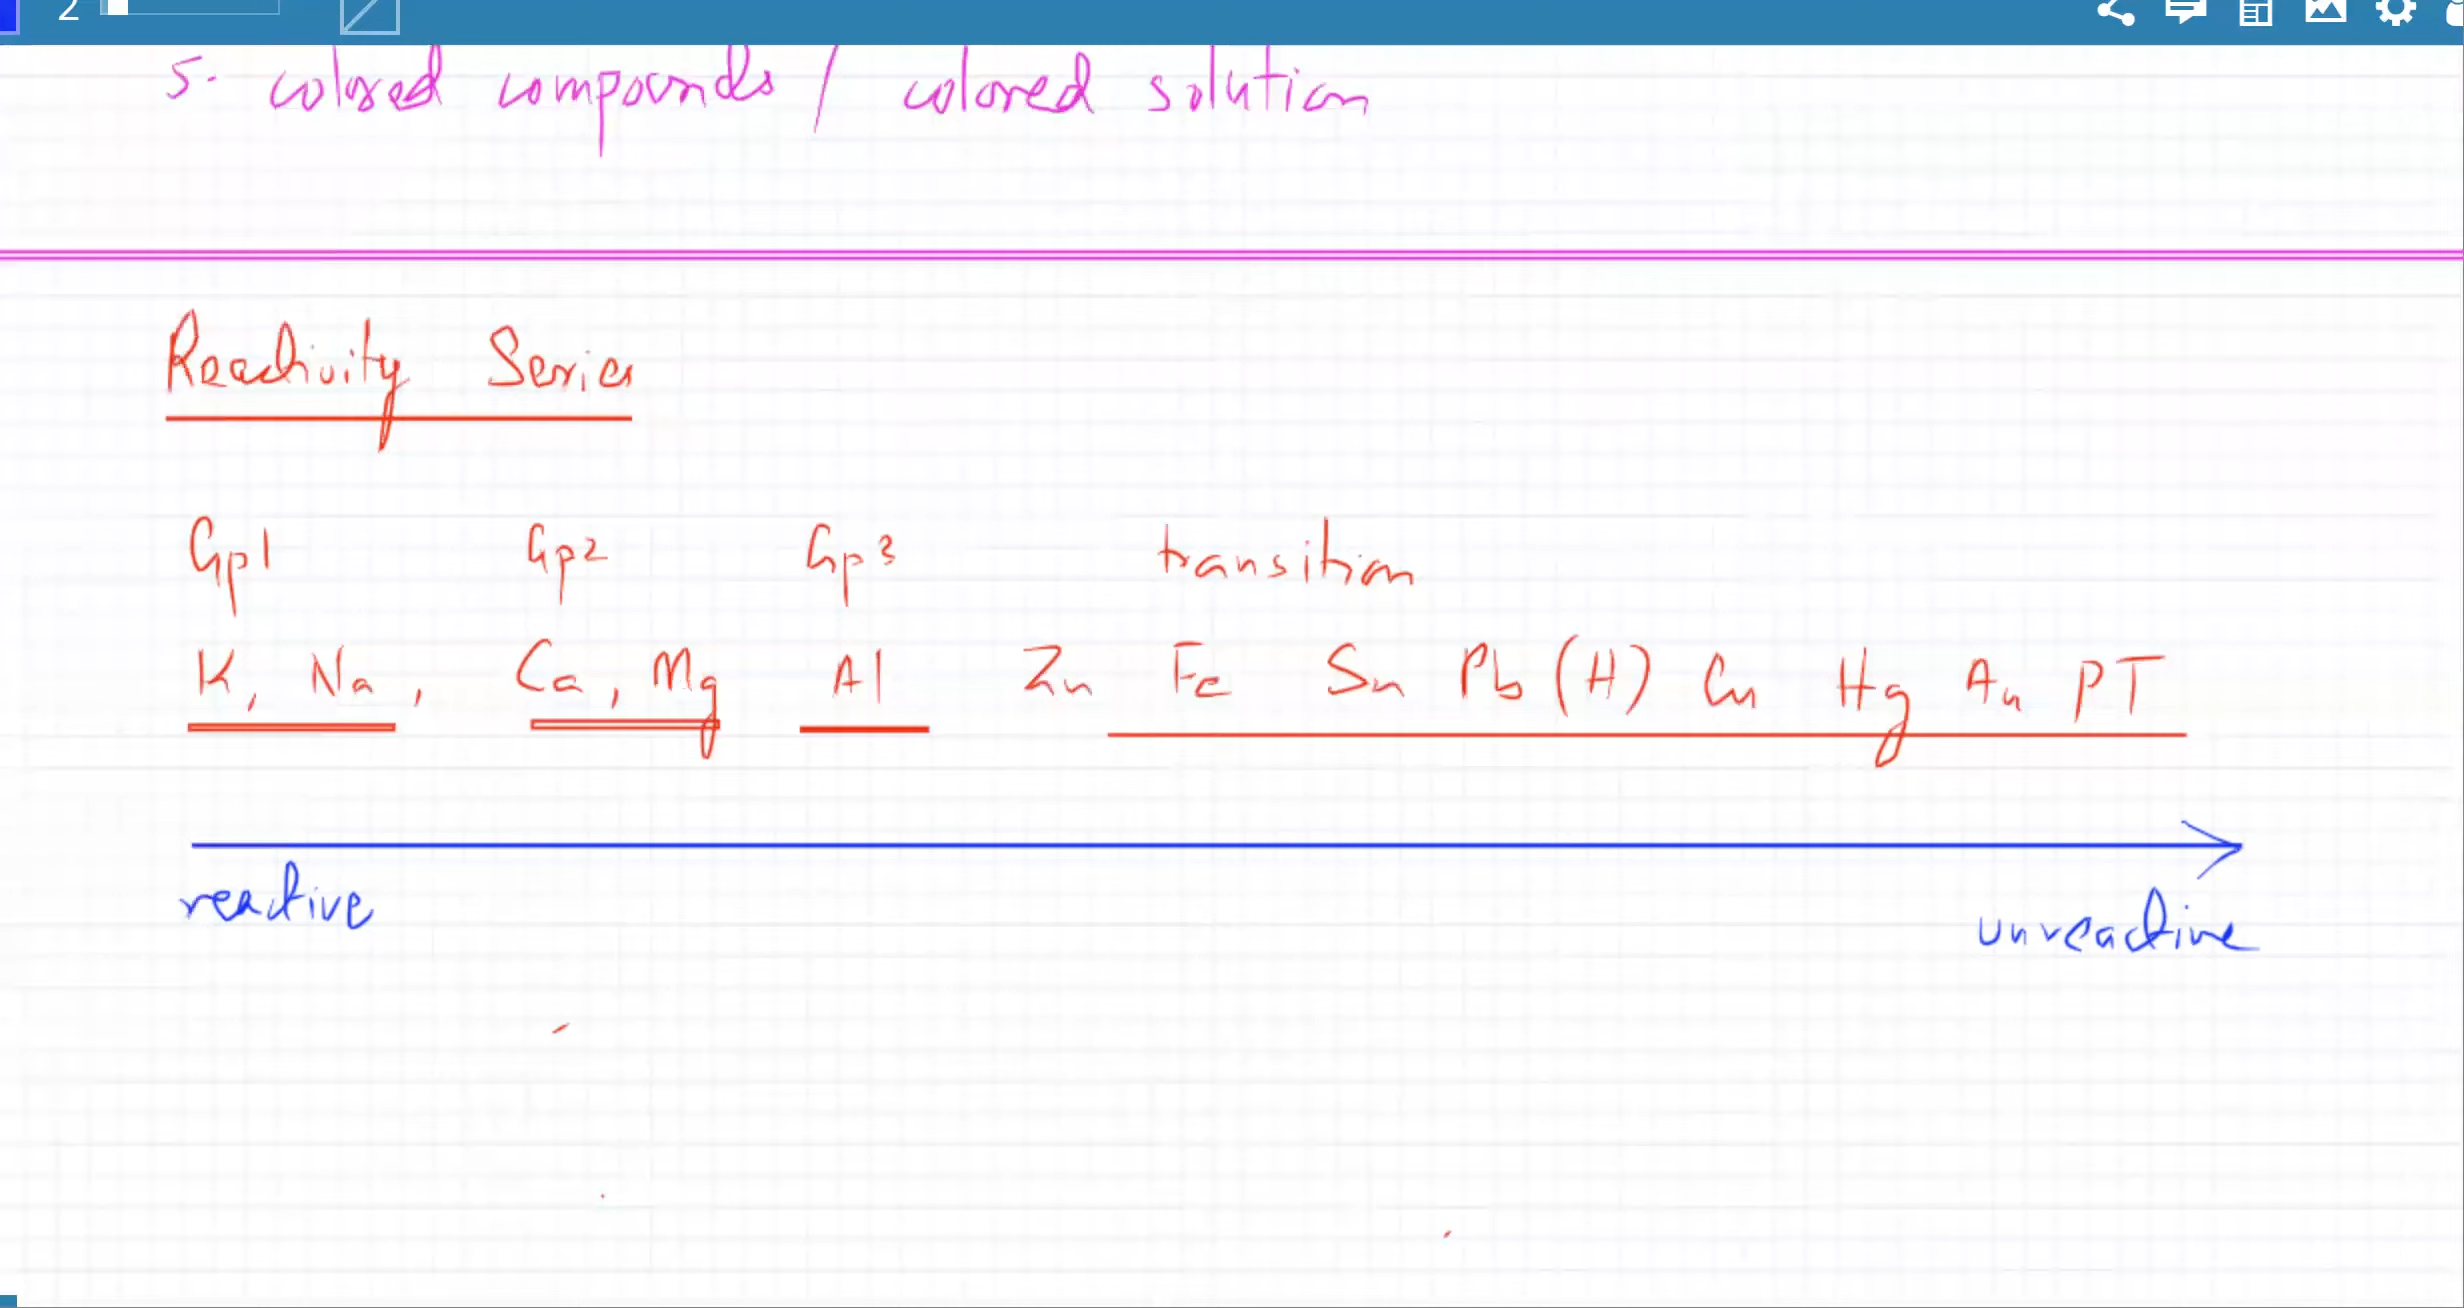 2
5. colored compounds / colored solution
Reactivity Series
Gp1 Gp2 Gp3 transition
K, Na, Ca, Mg Al Zn Fe Sn Pb (H) Cu Hg Au PT
reactive
unreactive